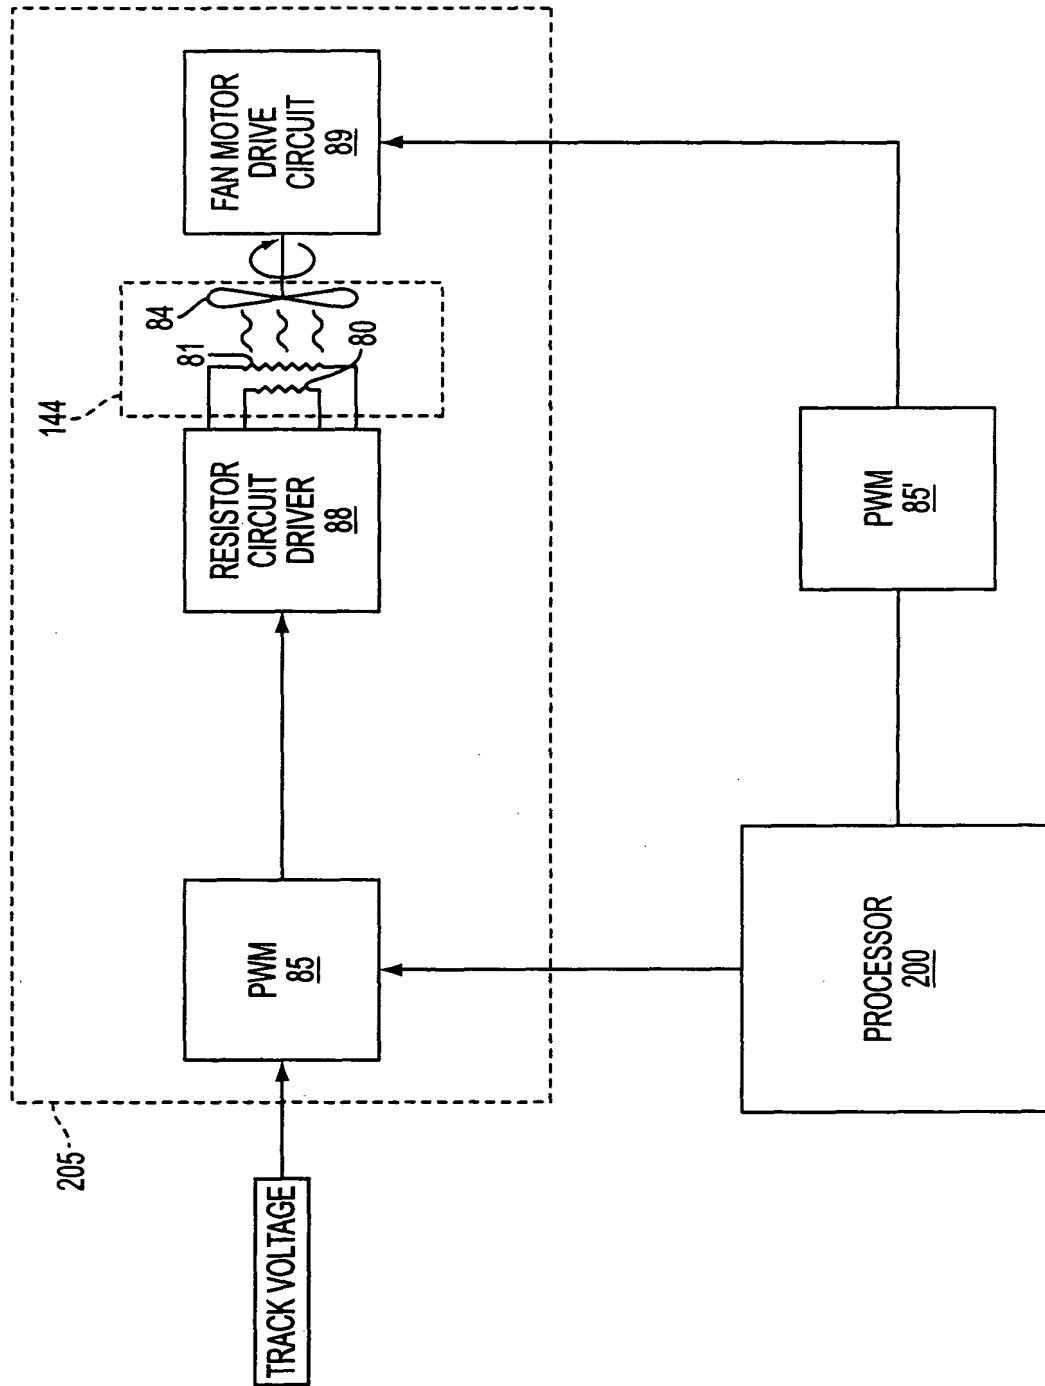 205
TRACK VOLTAGE
PWM
85
RESISTOR
CIRCUIT
DRIVER
88
144
81
80
84
FAN MOTOR
DRIVE
CIRCUIT
89
PROCESSOR
200
PWM
85'